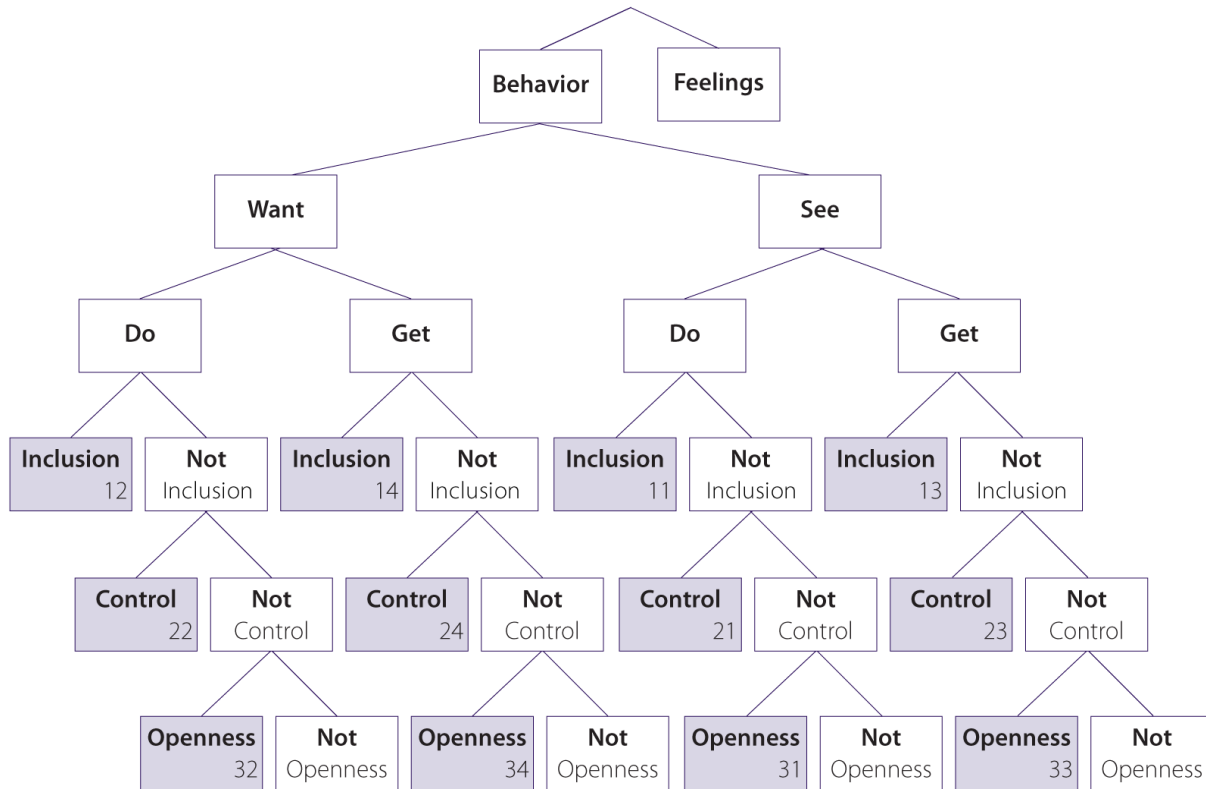 Behavior
Feelings
Want
See
Do
Get
Do
Get
Inclusion
12
Not
Inclusion
Inclusion
14
Not
Inclusion
Inclusion
11
Not
Inclusion
Inclusion
13
Not
Inclusion
Control
22
Not
Control
Control
24
Not
Control
Control
21
Not
Control
Control
23
Not
Control
Openness
32
Not
Openness
Openness
34
Not
Openness
Openness
31
Not
Openness
Openness
33
Not
Openness